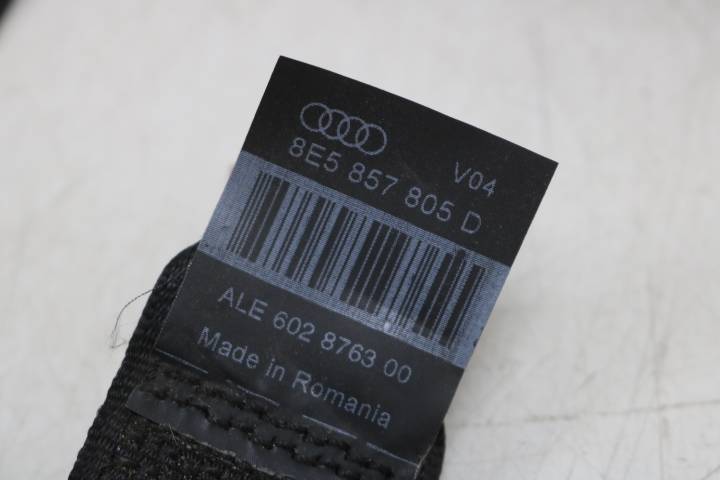 V04
8E5 857 805 D
ALE 602 8763 00
Made in Romania